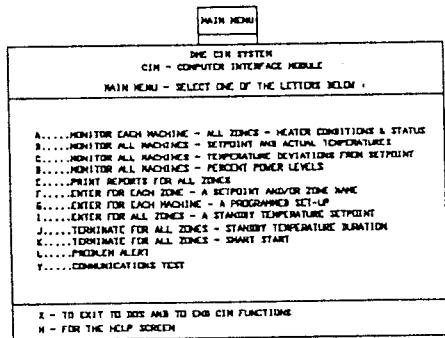 MAIN MENU
DME CIM SYSTEM
CIM - COMPUTER INTERFACE MODULE
MAIN MENU - SELECT ONE OF THE LETTERS BELOW :
A.....MONITOR EACH MACHINE - ALL ZONES - HEATER CONDITIONS & STATUS
B.....MONITOR ALL MACHINES - SETPOINT AND ACTUAL TEMPERATURES
C.....MONITOR ALL MACHINES - TEMPERATURE DEVIATIONS FROM SETPOINT
D.....MONITOR ALL MACHINES - PERCENT POWER LEVELS
E.....PRINT REPORTS FOR ALL ZONES
F.....ENTER FOR EACH ZONE - A SETPOINT AND/OR ZONE NAME
G.....ENTER FOR EACH MACHINE - A PROGRAMMED SET-UP
I.....ENTER FOR ALL ZONES - A STANDBY TEMPERATURE SETPOINT
J.....TERMINATE FOR ALL ZONES - STANDBY TEMPERATURE DURATION
K.....TERMINATE FOR ALL ZONES - SMART START
L.....PROBLEM ALERT
Y.....COMMUNICATIONS TEST
X - TO EXIT TO DOS AND TO END CIM FUNCTIONS
H - FOR THE HELP SCREEN